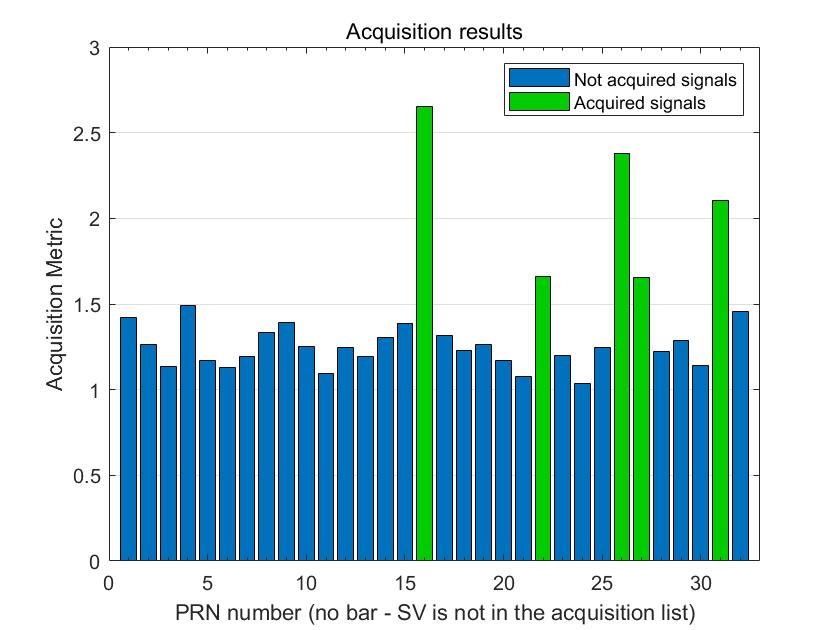 Acquisition results
Not acquired signals
Acquired signals
3
2.5
2
1.5
1
0.5
0
Acquisition Metric
0 5 10 15 20 25 30
PRN number (no bar - SV is not in the acquisition list)